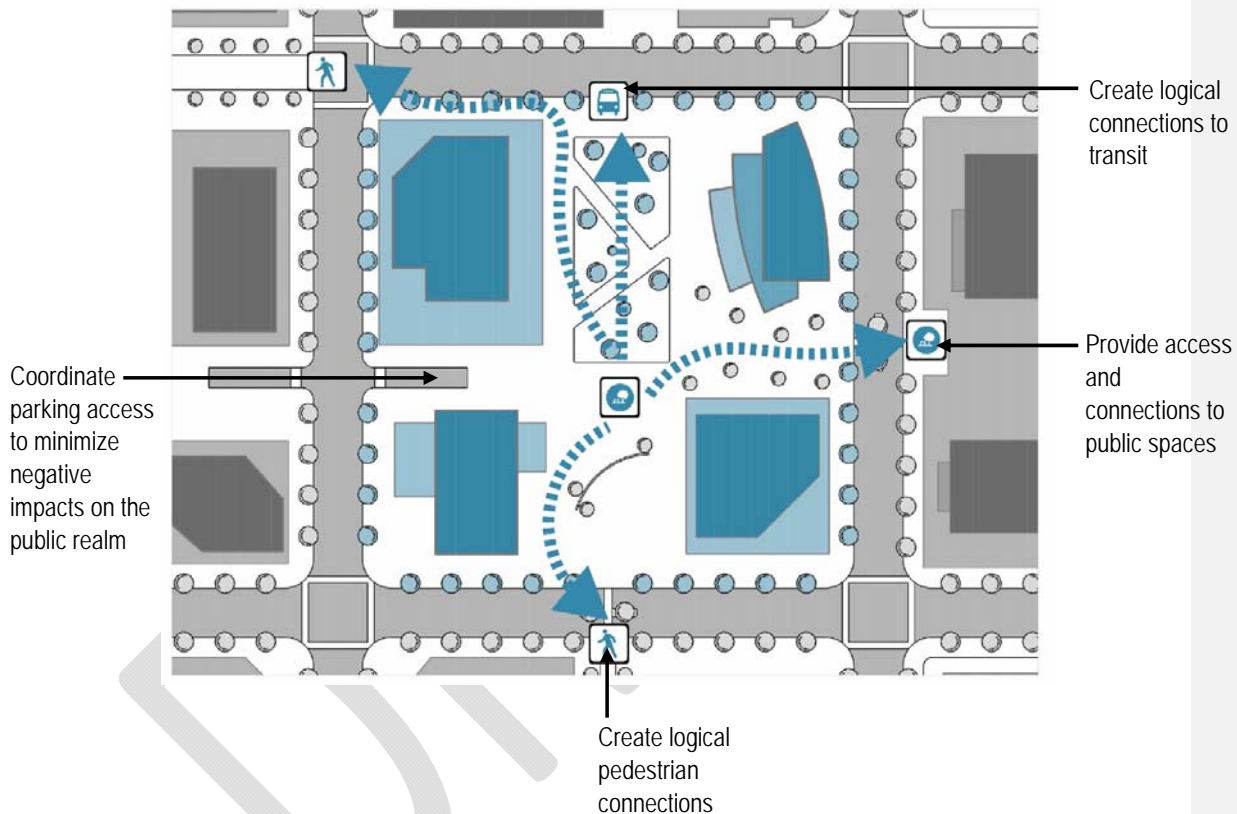 Create logical
connections to
transit
Provide access
and
connections to
public spaces
Coordinate
parking access
to minimize
negative
impacts on the
public realm
Create logical
pedestrian
connections